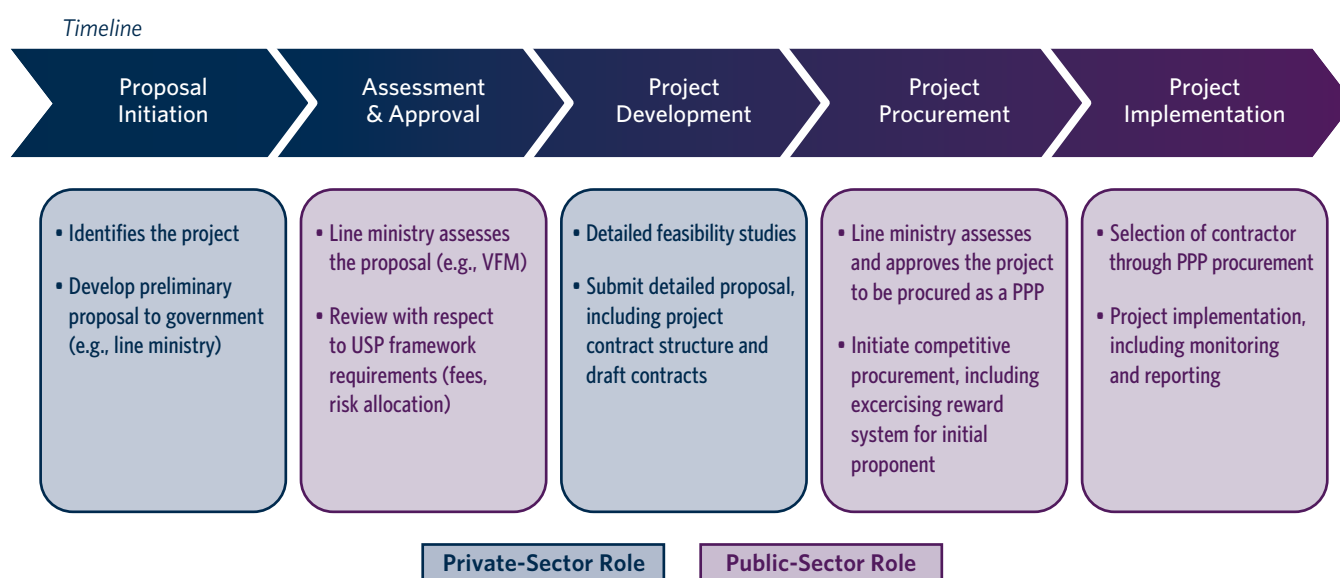 Timeline
Proposal
Initiation
Assessment
& Approval
Project
Development
Project
Procurement
Project
Implementation
• Identifies the project
• Develop preliminary
proposal to government
(e.g., line ministry)
• Line ministry assesses
the proposal (e.g., VFM)
• Review with respect
to USP framework
requirements (fees,
risk allocation)
• Detailed feasibility studies
• Submit detailed proposal,
including project
contract structure and
draft contracts
• Line ministry assesses
and approves the project
to be procured as a PPP
• Initiate competitive
procurement, including
excercising reward
system for initial
proponent
• Selection of contractor
through PPP procurement
• Project implementation,
including monitoring
and reporting
Private-Sector Role
Public-Sector Role